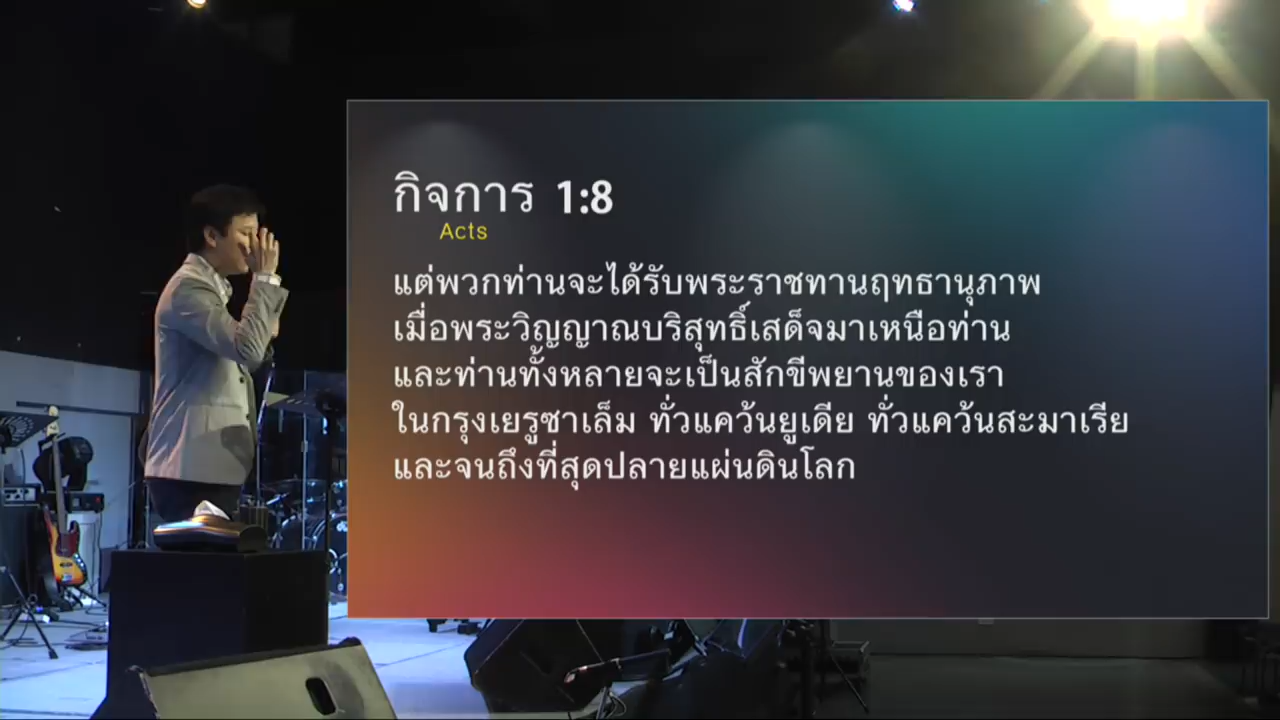 กิจการ 1:8
Acts
แต่พวกท่านจะได้รับพระราชทานฤทธานุภาพ
เมื่อพระวิญญาณบริสุทธิ์เสด็จมาเหนือท่าน
และท่านทั้งหลายจะเป็นสักขีพยานของเรา
ในกรุงเยรูซาเล็ม ทั่วแคว้นยูเดีย ทั่วแคว้นสะมาเรีย
และจนถึงที่สุดปลายแผ่นดินโลก